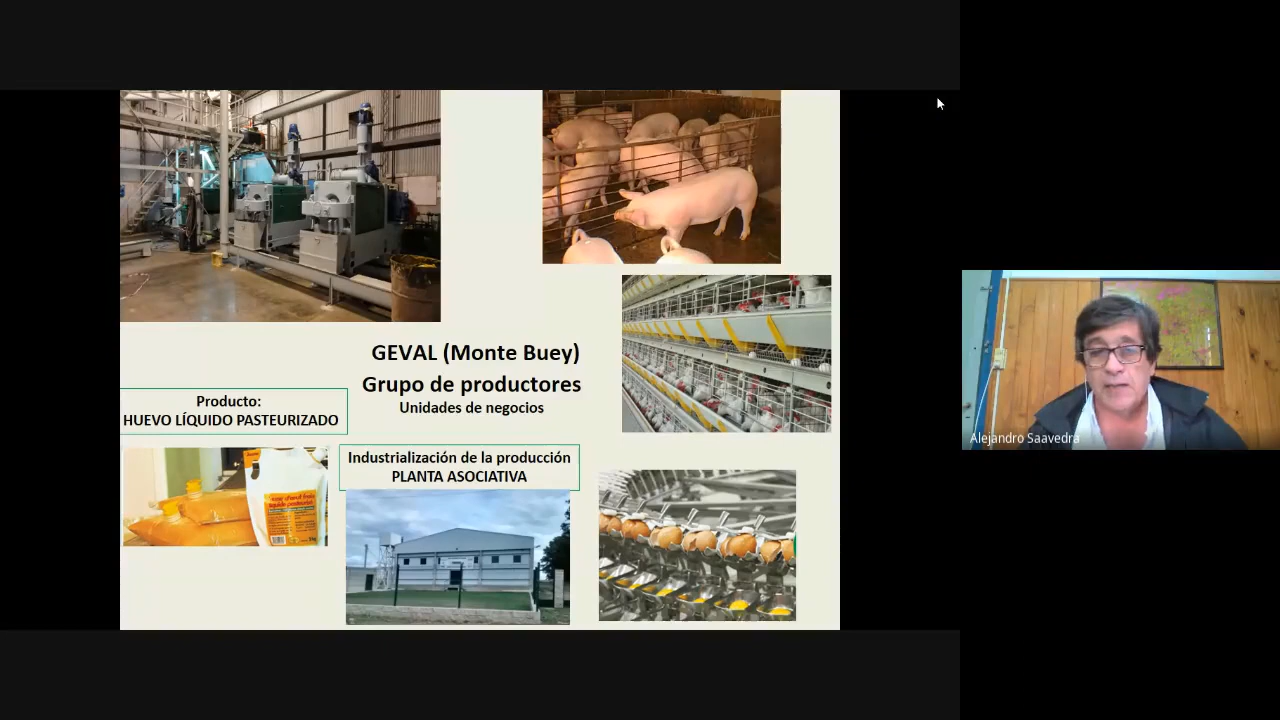 GEVAL (Monte Buey)
Grupo de productores
Unidades de negocios
Producto:
HUEVO LÍQUIDO PASTEURIZADO
Industrialización de la producción
PLANTA ASOCIATIVA
Alejandro Saavedra